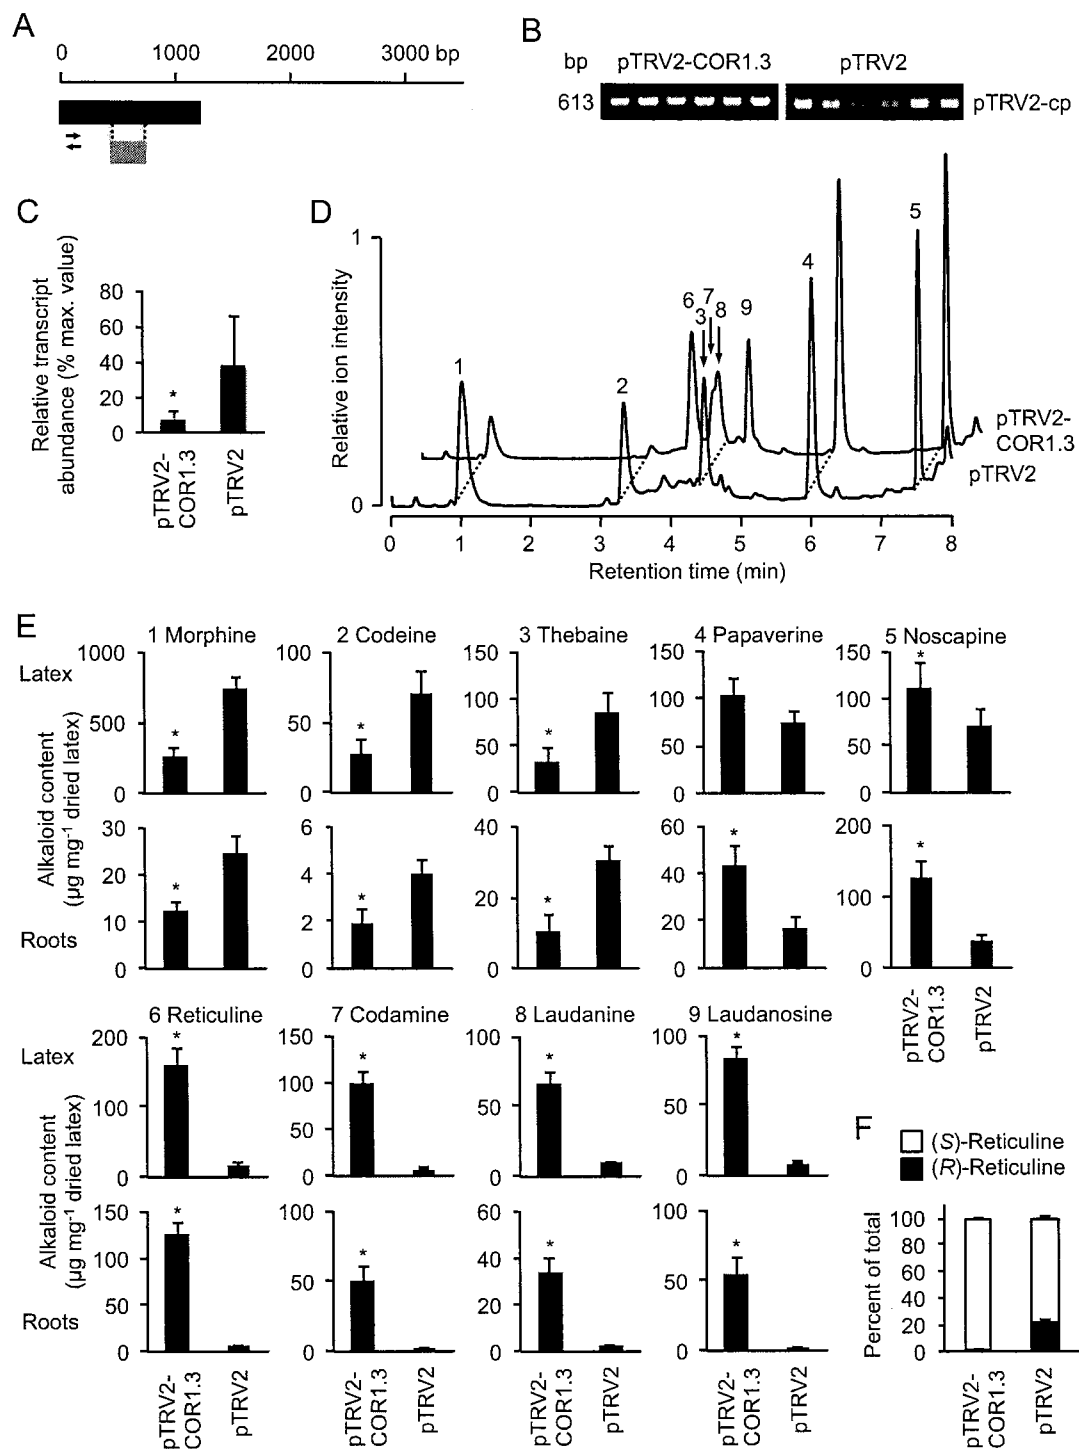 A
0 1000 2000 3000 bp
B
bp pTRV2-COR1.3 pTRV2
613 pTRV2-cp
C
Relative transcript
abundance (% max. value)
80
60
40
20
0
*
pTRV2-
COR1.3
pTRV2
D
Relative ion intensity
1
0
1 2 6 3 7 8 9 4 5
pTRV2-
COR1.3
pTRV2
0 1 2 3 4 5 6 7 8
Retention time (min)
E
1 Morphine 2 Codeine 3 Thebaine 4 Papaverine 5 Noscapine
Latex
Alkaloid content
(µg mg-1 dried latex)
Roots
1000
500
0
*
100
50
0
*
150
100
50
0
*
150
100
50
0
150
100
50
0
*
30
20
10
0
*
6
4
2
0
*
40
20
0
*
60
40
20
0
*
200
100
0
*
pTRV2-
COR1.3
pTRV2
6 Reticuline 7 Codamine 8 Laudanine 9 Laudanosine
Latex
Alkaloid content
(µg mg-1 dried latex)
Roots
200
100
0
*
150
100
50
0
*
100
50
0
*
100
50
0
*
150
100
50
0
*
100
50
0
*
60
40
20
0
*
100
50
0
*
pTRV2-
COR1.3
pTRV2
pTRV2-
COR1.3
pTRV2
pTRV2-
COR1.3
pTRV2
pTRV2-
COR1.3
pTRV2
F
(S)-Reticuline
(R)-Reticuline
Percent of total
100
80
60
40
20
0
pTRV2-
COR1.3
pTRV2